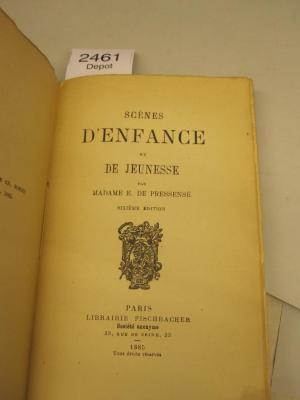 2461
Depot
SCÈNES
D'ENFANCE
ET
DE JEUNESSE
PAR
MADAME E. DE PRESSENSÉ
SIXIÈME ÉDITION
PARIS
LIBRAIRIE FISCHBACHER
Société anonyme
33, RUE DE SEINE, 33
1885
Tous droits réservés